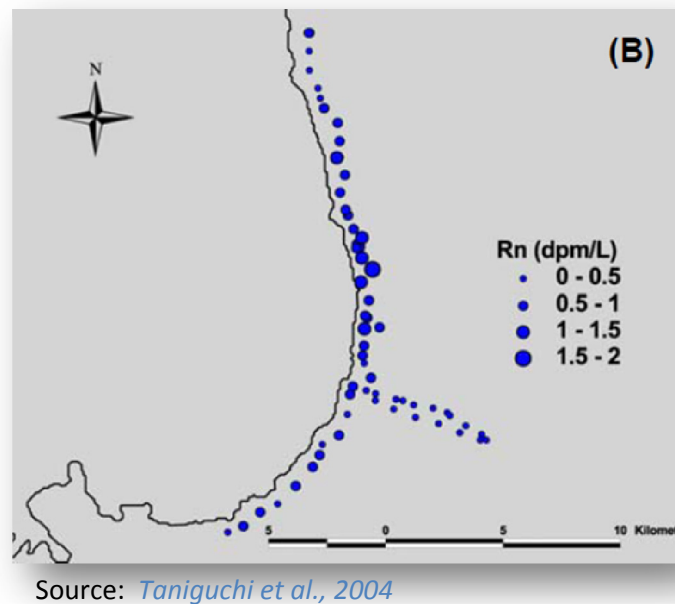 (B)
N
Rn (dpm/L)
0 - 0.5
0.5 - 1
1 - 1.5
1.5 - 2
5 0 5 10 Kilomet
Source: Taniguchi et al., 2004